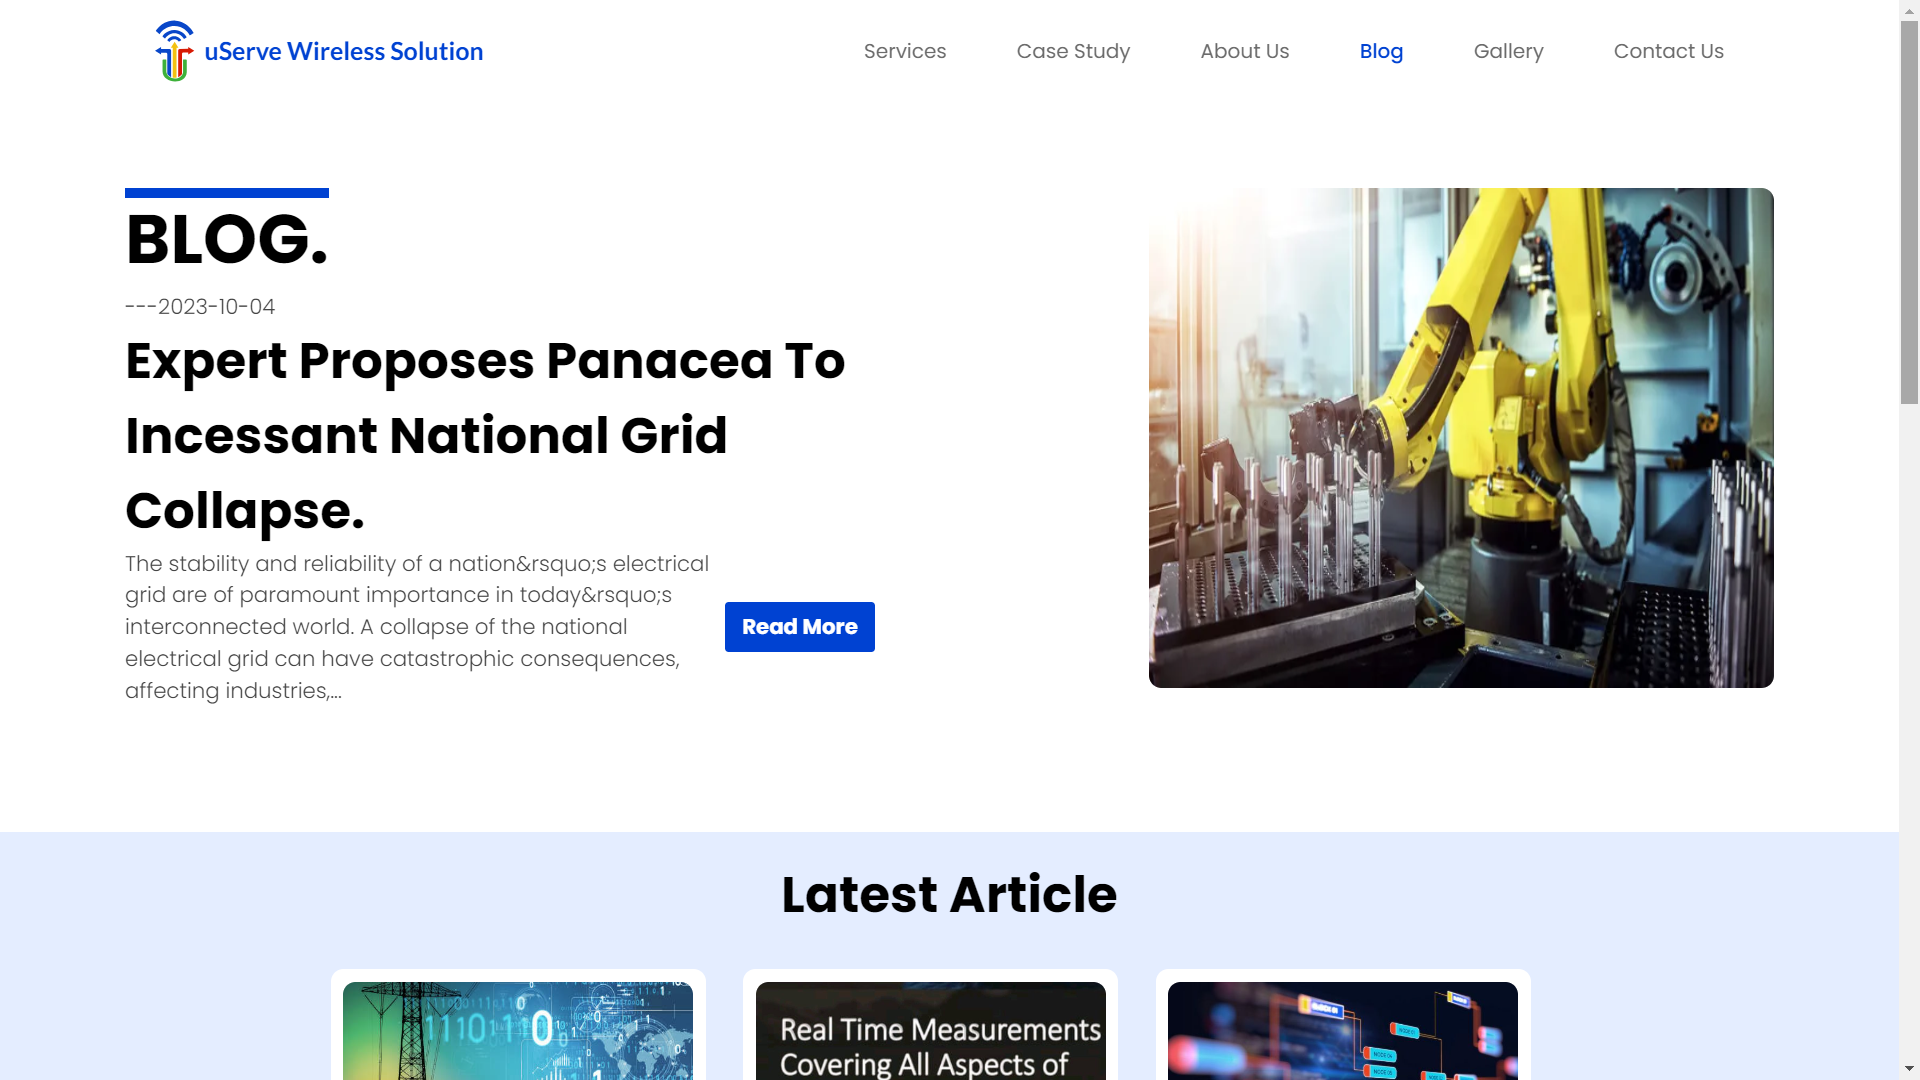 uServe Wireless Solution
Services
Case Study
About Us
Blog
Gallery
Contact Us
BLOG.
---2023-10-04
Expert Proposes Panacea To
Incessant National Grid
Collapse.
The stability and reliability of a nation&rsquo;s electrical
grid are of paramount importance in today&rsquo;s
interconnected world. A collapse of the national
electrical grid can have catastrophic consequences,
affecting industries,...
Read More
Latest Article
Real Time Measurements
Covering All Aspects of